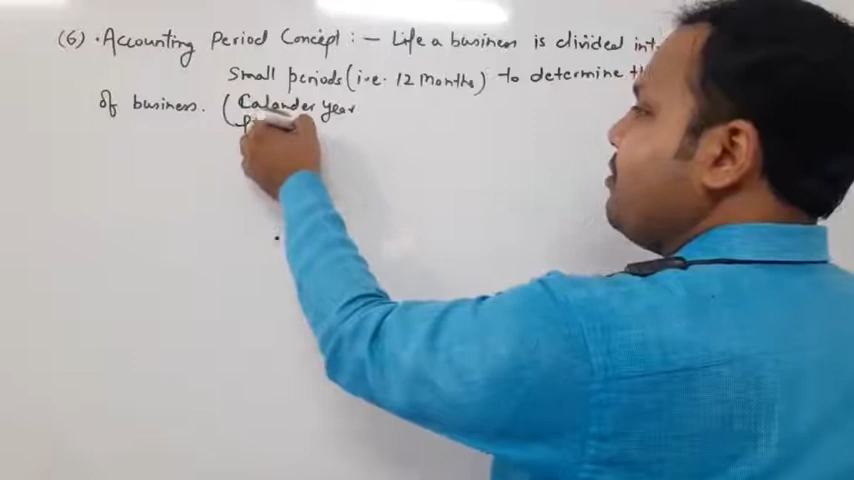 (6) Accounting Period Concept : - Life a business is divided int
Small periods (i.e. 12 Months) to determine th
of business. ( Calander year